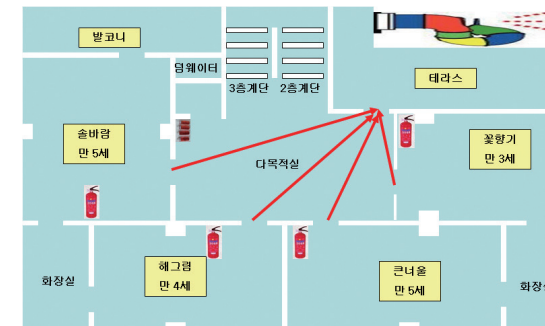 발코니
덤웨이터
3층계단 2층계단
테라스
솔바람
만 5세
다목적실
꽃향기
만 3세
화장실
해그림
만 4세
큰너울
만 5세
화장